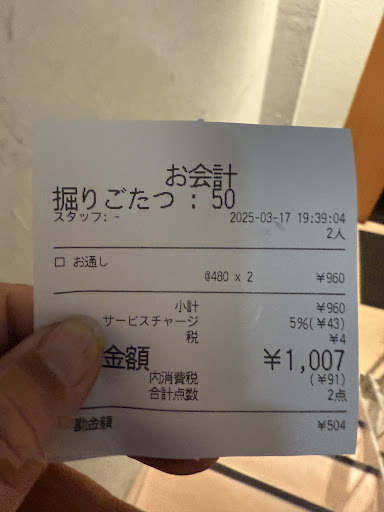 お会計
掘りごたつ : 50
スタッフ: -
2025-03-17 19:39:04
2人
□ お通し
@480 x 2 ¥960
小計 ¥960
サービスチャージ 5%(¥43)
税 ¥4
金額 ¥1,007
内消費税 (¥91)
合計点数 2点
勘金額 ¥504